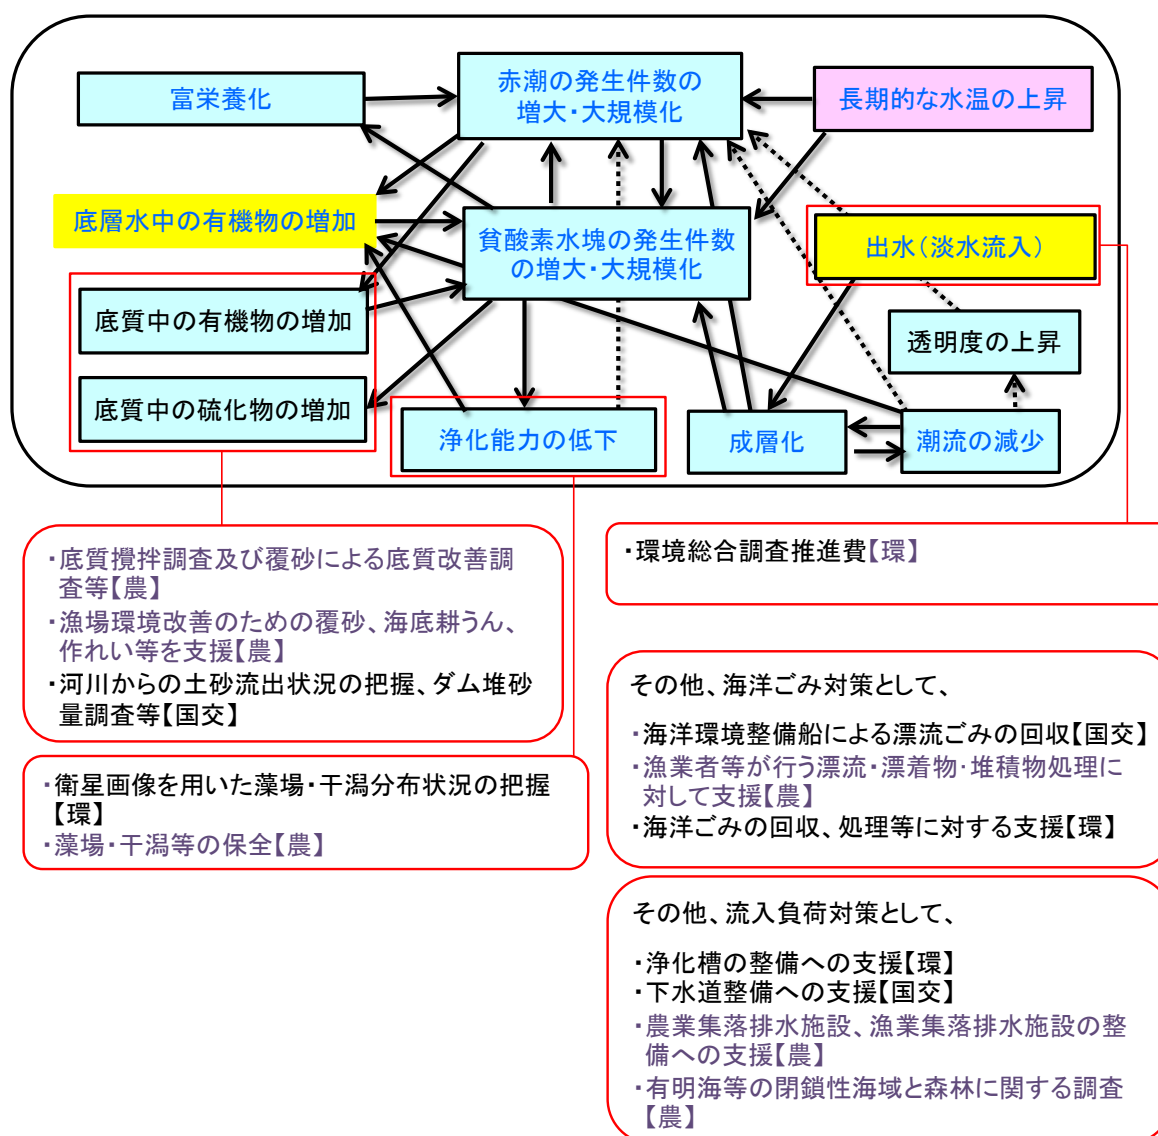 富栄養化
赤潮の発生件数の
増大・大規模化
長期的な水温の上昇
底層水中の有機物の増加
貧酸素水塊の発生件数
の増大・大規模化
出水（淡水流入）
底質中の有機物の増加
透明度の上昇
底質中の硫化物の増加
浄化能力の低下
成層化
潮流の減少
・底質攪拌調査及び覆砂による底質改善調
査等【農】
・漁場環境改善のための覆砂、海底耕うん、
作れい等を支援【農】
・河川からの土砂流出状況の把握、ダム堆砂
量調査等【国交】
・衛星画像を用いた藻場・干潟分布状況の把握
【環】
・藻場・干潟等の保全【農】
・環境総合調査推進費【環】
その他、海洋ごみ対策として、
・海洋環境整備船による漂流ごみの回収【国交】
・漁業者等が行う漂流・漂着物・堆積物処理に
対して支援【農】
・海洋ごみの回収、処理等に対する支援【環】
その他、流入負荷対策として、
・浄化槽の整備への支援【環】
・下水道整備への支援【国交】
・農業集落排水施設、漁業集落排水施設の整
備への支援【農】
・有明海等の閉鎖性海域と森林に関する調査
【農】